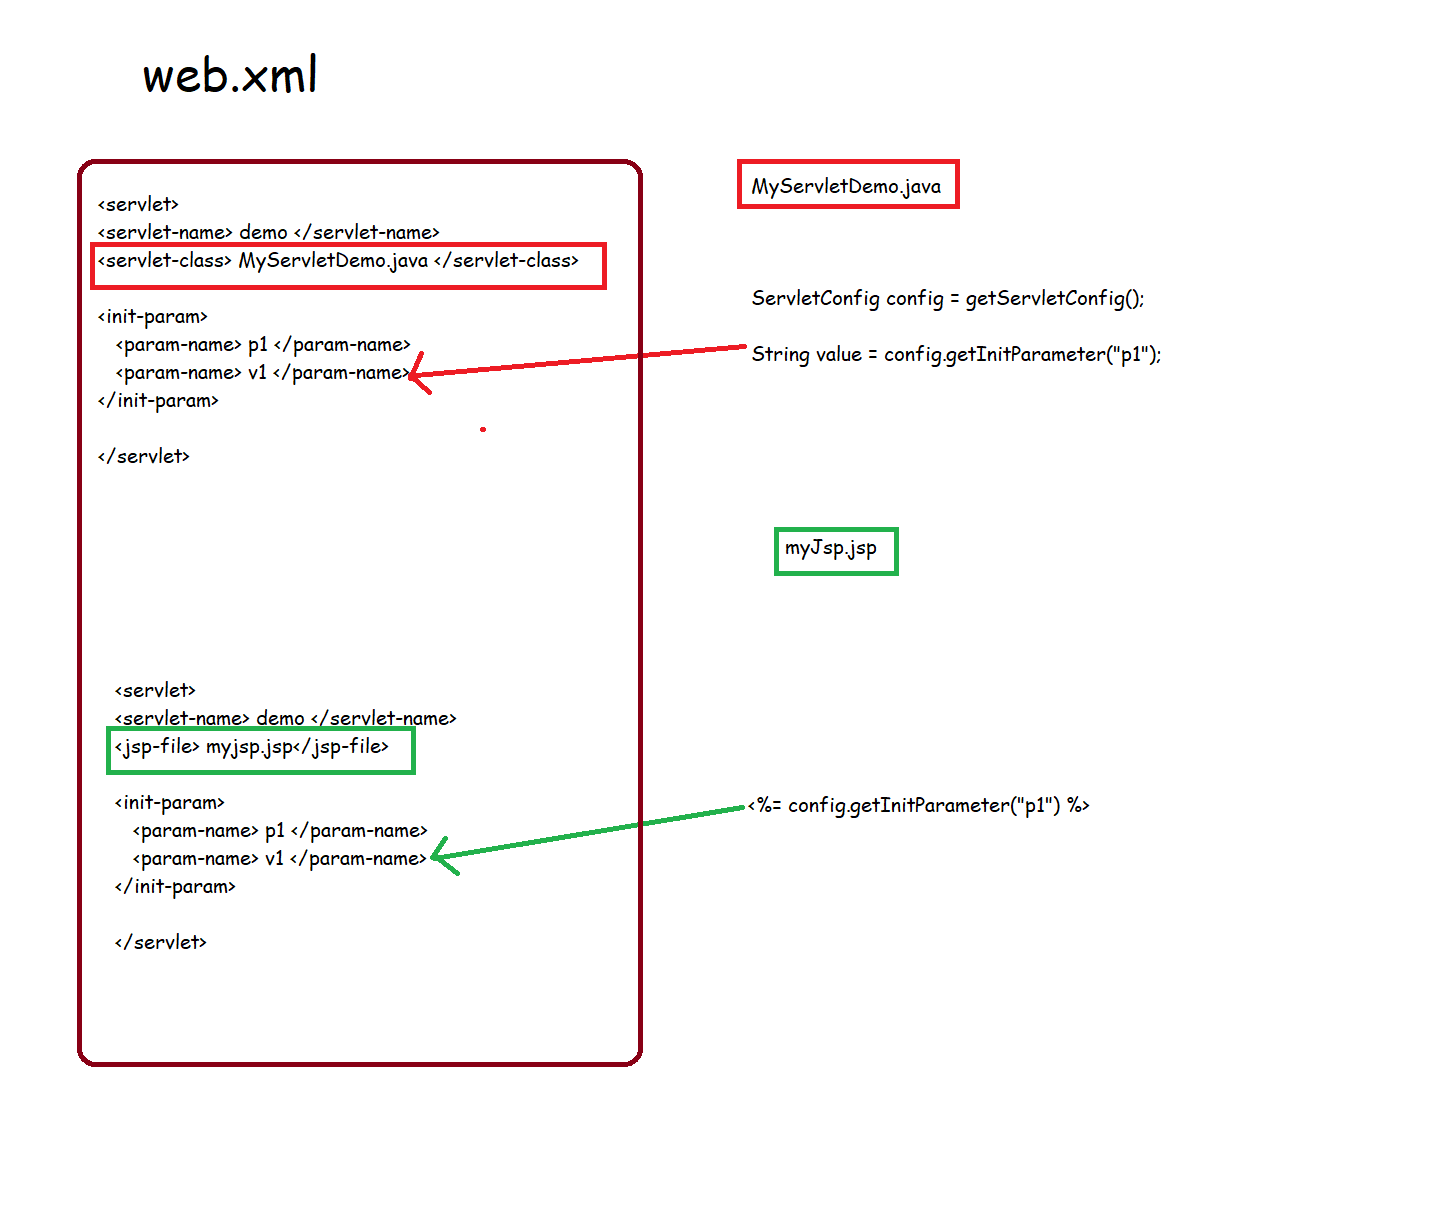 web.xml
<servlet>
<servlet-name> demo </servlet-name>
<servlet-class> MyServletDemo.java </servlet-class>
<init-param>
<param-name> p1 </param-name>
<param-name> v1 </param-name>
</init-param>
</servlet>
<servlet>
<servlet-name> demo </servlet-name>
<jsp-file> myjsp.jsp</jsp-file>
<init-param>
<param-name> p1 </param-name>
<param-name> v1 </param-name>
</init-param>
</servlet>
MyServletDemo.java
ServletConfig config = getServletConfig();
String value = config.getInitParameter("p1");
myJsp.jsp
<%= config.getInitParameter("p1") %>